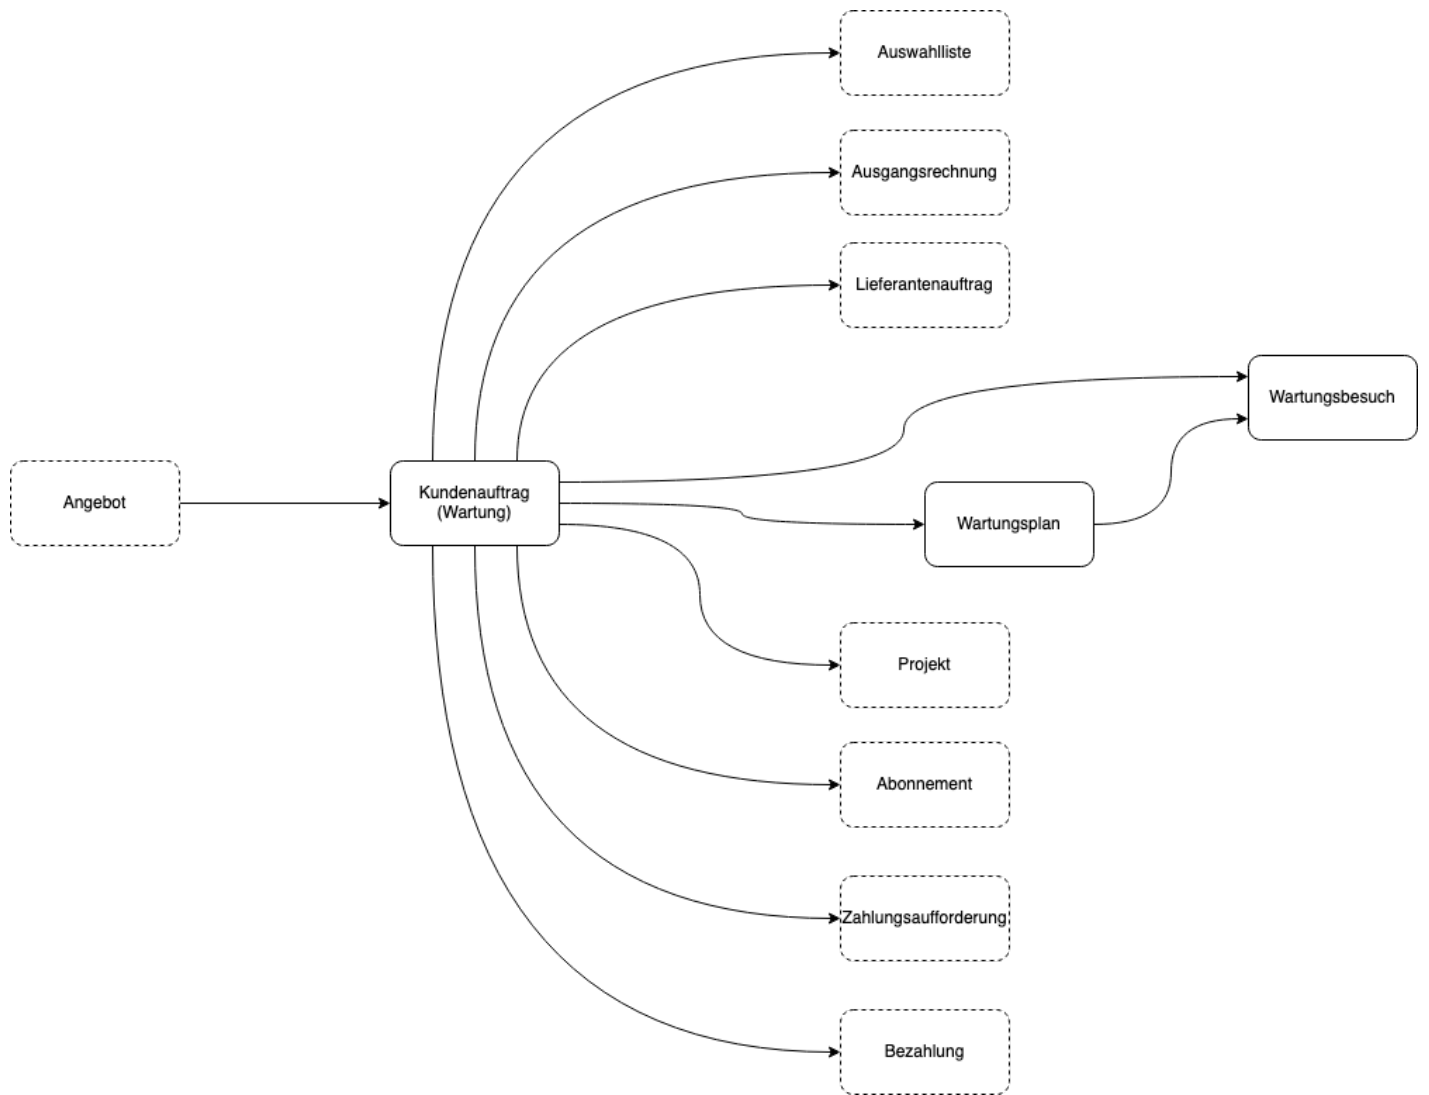 Auswahlliste
Ausgangsrechnung
Lieferantenauftrag
Wartungsbesuch
Angebot
Kundenauftrag
(Wartung)
Wartungsplan
Projekt
Abonnement
Zahlungsaufforderung
Bezahlung